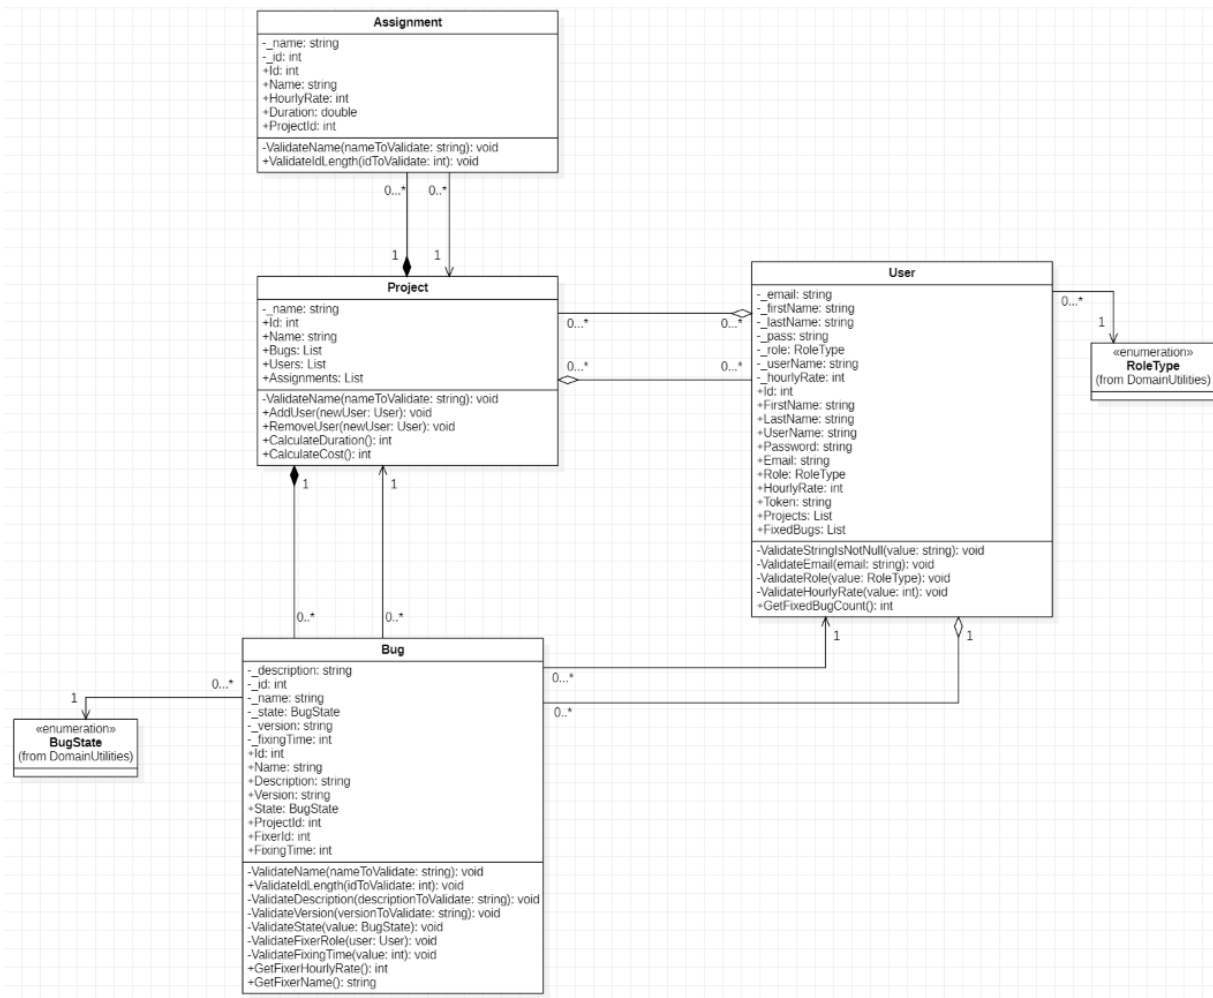 Assignment
-_name: string
-_id: int
+Id: int
+Name: string
+HourlyRate: int
+Duration: double
+ProjectId: int
-ValidateName(nameToValidate: string): void
+ValidateIdLength(idToValidate: int): void
0...*
0..*
1
1
Project
-_name: string
+Id: int
+Name: string
+Bugs: List
+Users: List
+Assignments: List
-ValidateName(nameToValidate: string): void
+AddUser(newUser: User): void
+RemoveUser(newUser: User): void
+CalculateDuration(): int
+CalculateCost(): int
0...*
0...*
0...*
0...*
User
-_email: string
-_firstName: string
-_lastName: string
-_pass: string
-_role: RoleType
-_userName: string
-_hourlyRate: int
+Id: int
+FirstName: string
+LastName: string
+UserName: string
+Password: string
+Email: string
+Role: RoleType
+HourlyRate: int
+Token: string
+Projects: List
+FixedBugs: List
-ValidateStringIsNotNull(value: string): void
-ValidateEmail(email: string): void
-ValidateRole(value: RoleType): void
-ValidateHourlyRate(value: int): void
+GetFixedBugCount(): int
0...*
1
«enumeration»
RoleType
(from DomainUtilities)
1
1
0..*
0..*
1
1
0...*
0..*
Bug
-_description: string
-_id: int
-_name: string
-_state: BugState
-_version: string
-_fixingTime: int
+Id: int
+Name: string
+Description: string
+Version: string
+State: BugState
+ProjectId: int
+FixerId: int
+FixingTime: int
-ValidateName(nameToValidate: string): void
+ValidateIdLength(idToValidate: int): void
-ValidateDescription(descriptionToValidate: string): void
-ValidateVersion(versionToValidate: string): void
-ValidateState(value: BugState): void
-ValidateFixerRole(user: User): void
-ValidateFixingTime(value: int): void
+GetFixerHourlyRate(): int
+GetFixerName(): string
0...*
1
«enumeration»
BugState
(from DomainUtilities)